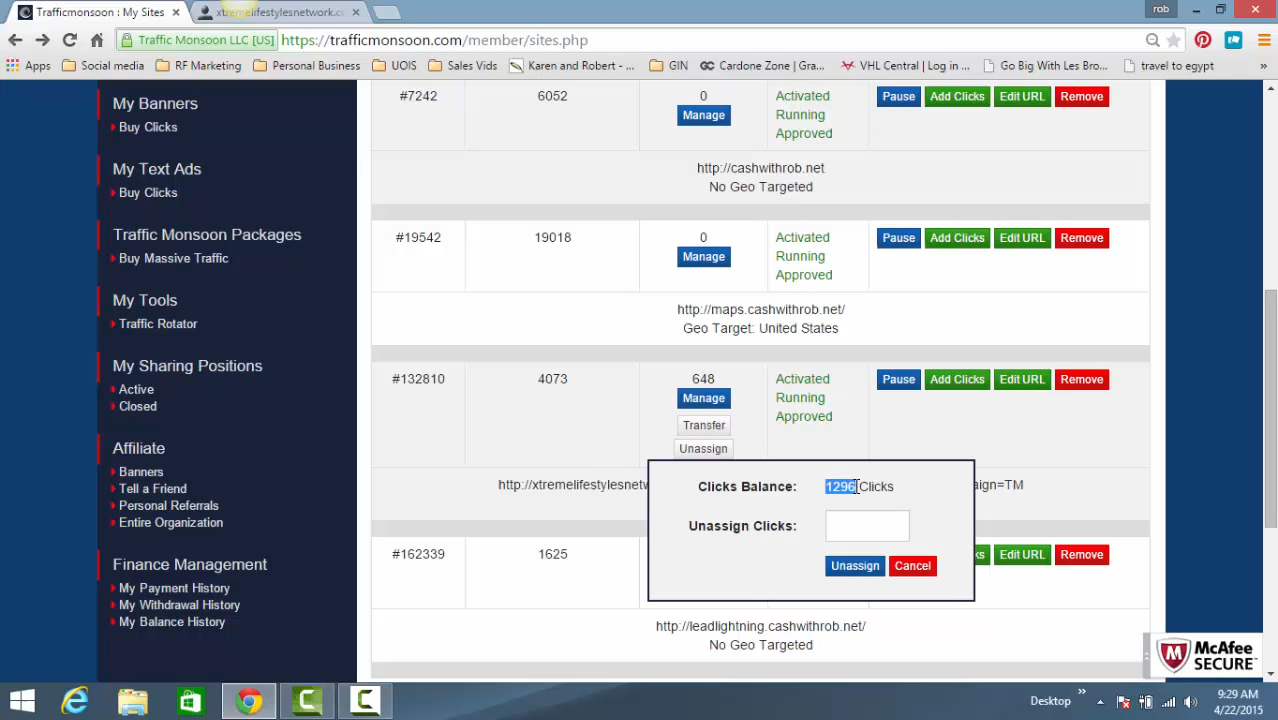 Trafficmonsoon : My Sites
xtremelifestylesnetwork.cc
rob
Traffic Monsoon LLC [US]
https://trafficmonsoon.com/member/sites.php
Apps
Social media
RF Marketing
Personal Business
UOIS
Sales Vids
Karen and Robert - ...
GIN
Cardone Zone | Gra...
VHL Central | Log in ...
Go Big With Les Bro...
travel to egypt
»
My Banners
Buy Clicks
My Text Ads
Buy Clicks
Traffic Monsoon Packages
Buy Massive Traffic
My Tools
Traffic Rotator
My Sharing Positions
Active
Closed
Affiliate
Banners
Tell a Friend
Personal Referrals
Entire Organization
Finance Management
My Payment History
My Withdrawal History
My Balance History
#7242 6052 0 Activated Pause Add Clicks Edit URL Remove
Manage Running
Approved
http://cashwithrob.net
No Geo Targeted
#19542 19018 0 Activated Pause Add Clicks Edit URL Remove
Manage Running
Approved
http://maps.cashwithrob.net/
Geo Target: United States
#132810 4073 648 Activated Pause Add Clicks Edit URL Remove
Manage Running
Transfer Approved
Unassign
http://xtremelifestylesnetw aign=TM
Clicks Balance: 1296 Clicks
Unassign Clicks:
Unassign Cancel
#162339 1625 ks Edit URL Remove
http://leadlightning.cashwithrob.net/
No Geo Targeted
McAfee
SECURE™
Desktop
»
9:29 AM
4/22/2015